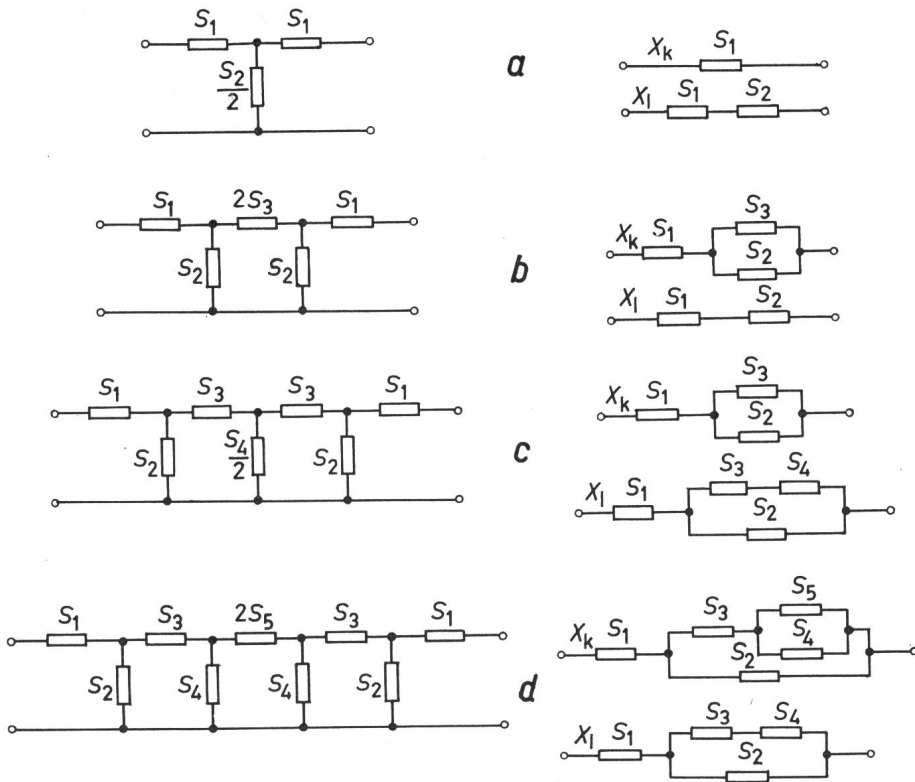 S1 S1
S2
2
a
Xk S1
Xl S1 S2
S1 2S3 S1
S2 S2
b
Xk S1 S3
S2
Xl S1 S2
S1 S3 S3 S1
S2 S4 S2
2
c
Xk S1 S3
S2
Xl S1 S3 S4
S2
S1 S3 2S5 S3 S1
S2 S4 S4 S2
d
Xk S1 S3 S5
S4
S2
Xl S1 S3 S4
S2